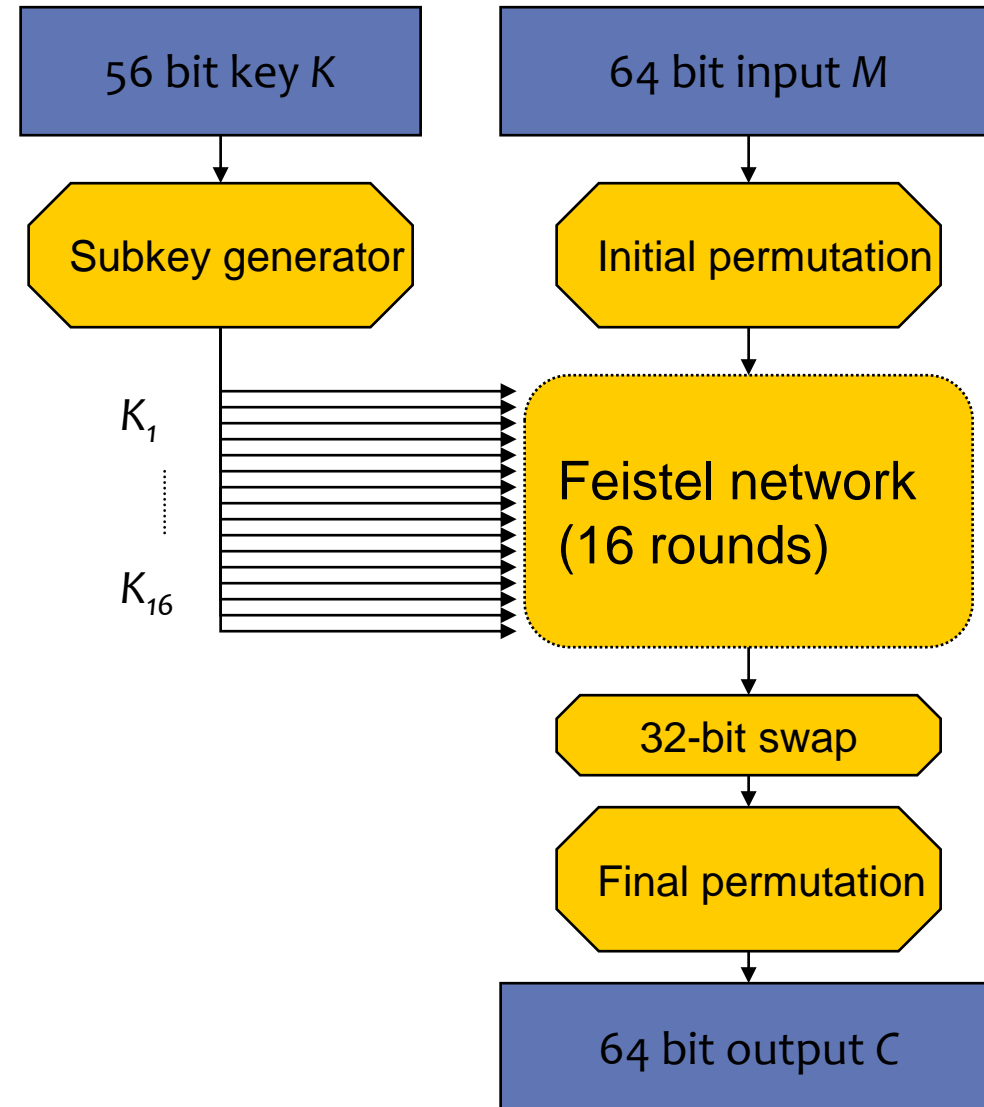 56 bit key K
64 bit input M
Subkey generator
Initial permutation
K₁
K₁₆
Feistel network
(16 rounds)
32-bit swap
Final permutation
64 bit output C